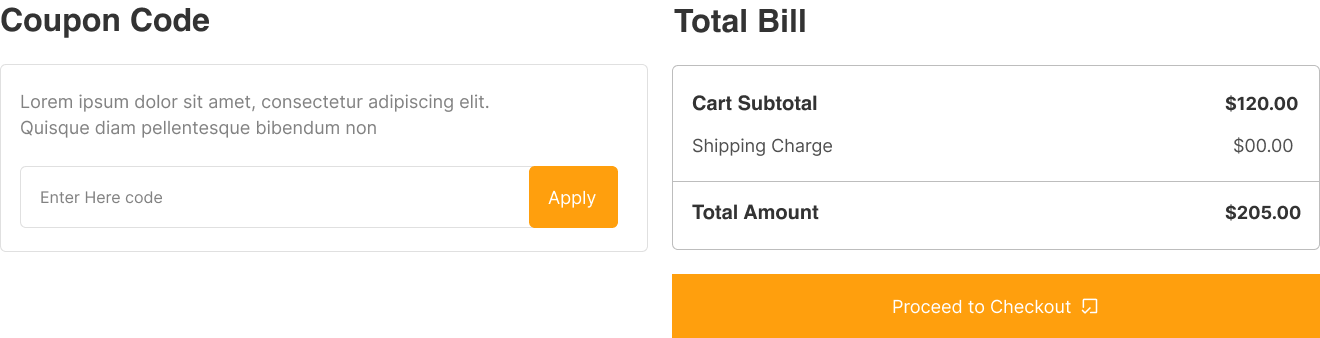 Coupon Code
Lorem ipsum dolor sit amet, consectetur adipiscing elit.
Quisque diam pellentesque bibendum non
Enter Here code
Apply
Total Bill
Cart Subtotal $120.00
Shipping Charge $00.00
Total Amount $205.00
Proceed to Checkout